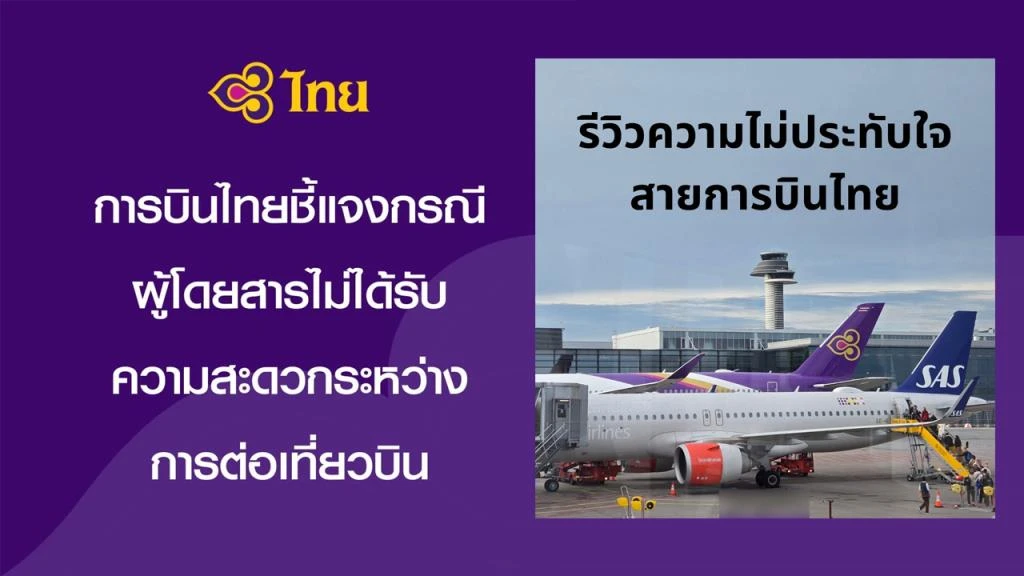 ไทย
การบินไทยชี้แจงกรณี
ผู้โดยสารไม่ได้รับ
ความสะดวกระหว่าง
การต่อเที่ยวบิน
รีวิวความไม่ประทับใจ
สายการบินไทย
SAS
irlines